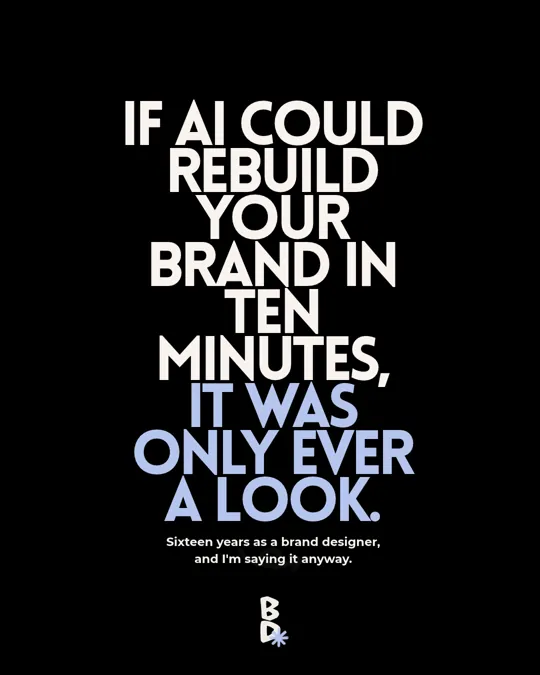 IF AI COULD
REBUILD
YOUR
BRAND IN
TEN
MINUTES,
IT WAS
ONLY EVER
A LOOK.
Sixteen years as a brand designer,
and I'm saying it anyway.
B
D